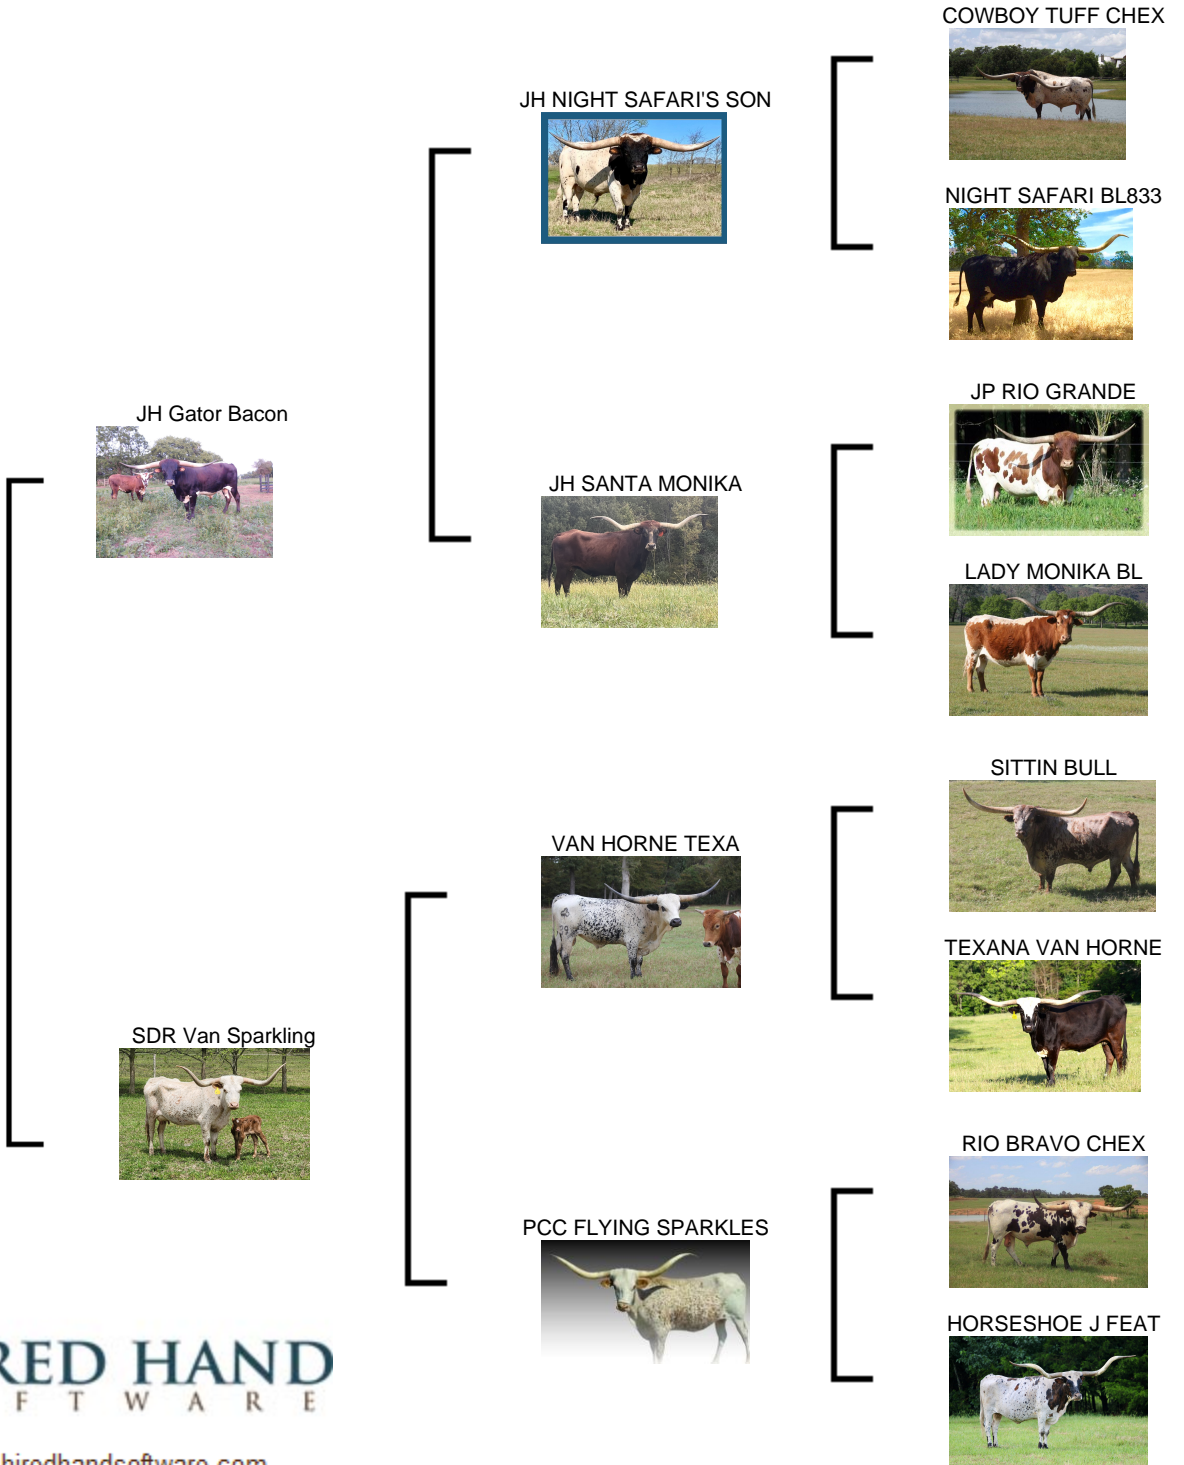 COWBOY TUFF CHEX
JH NIGHT SAFARI'S SON
NIGHT SAFARI BL833
JP RIO GRANDE
JH Gator Bacon
JH SANTA MONIKA
LADY MONIKA BL
SITTIN BULL
VAN HORNE TEXA
TEXANA VAN HORNE
SDR Van Sparkling
RIO BRAVO CHEX
PCC FLYING SPARKLES
HORSESHOE J FEAT
RED HAND
F T W A R E
hiredhandsoftware.com